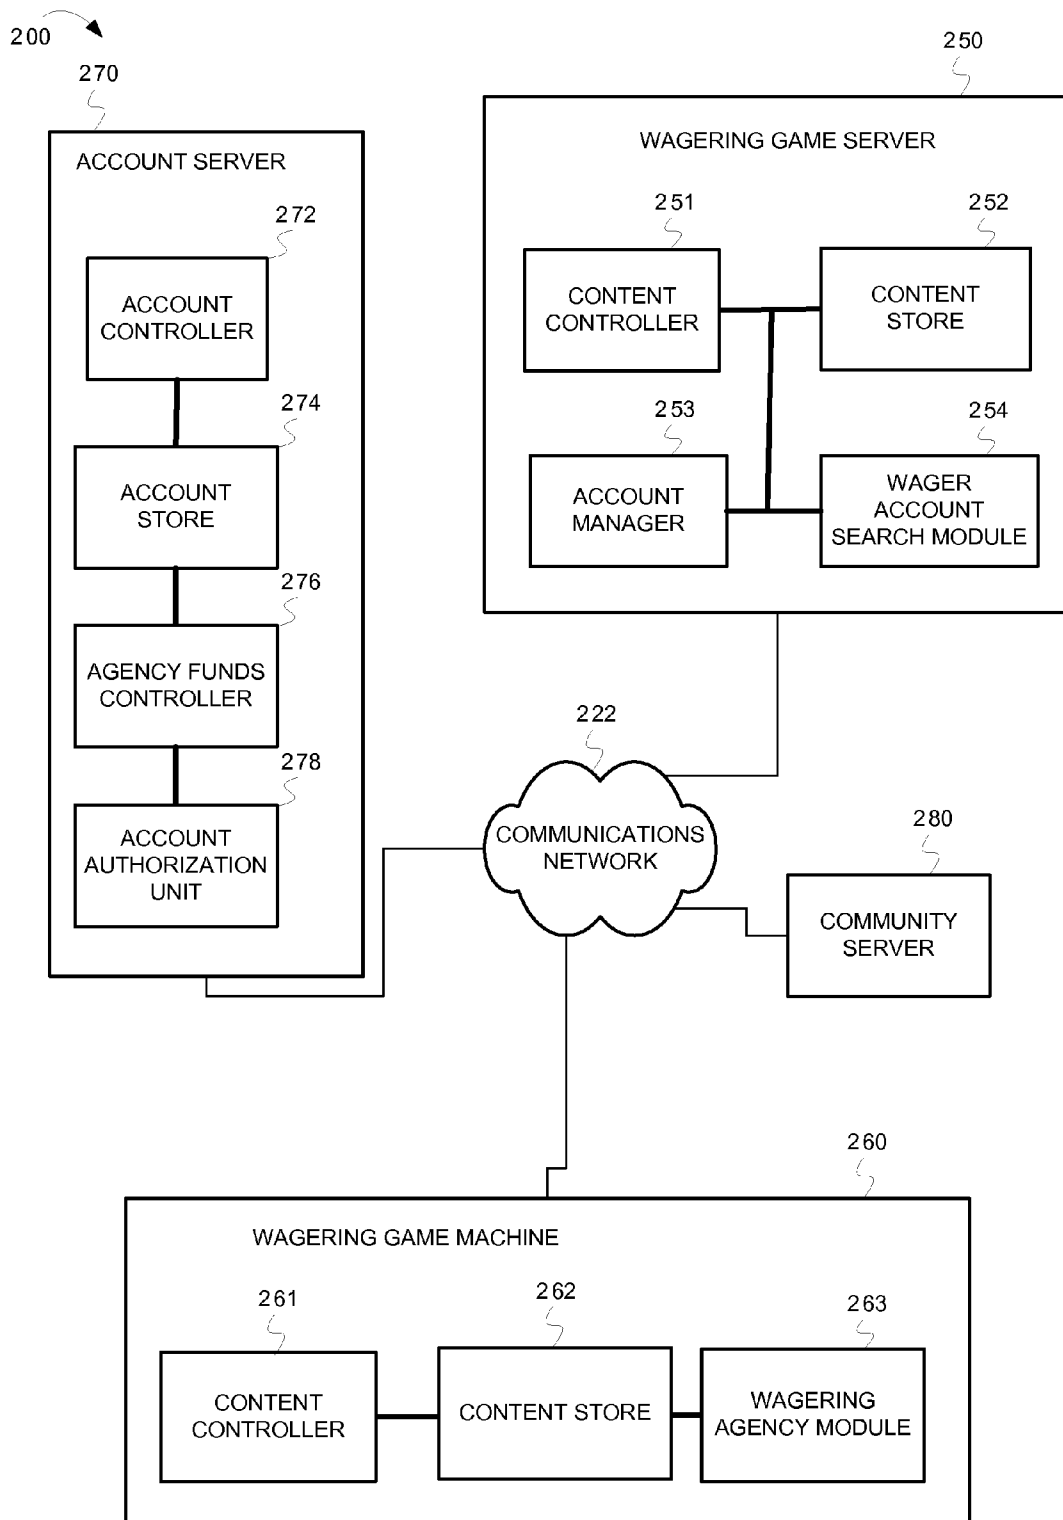 200
270
ACCOUNT SERVER
272
ACCOUNT
CONTROLLER
274
ACCOUNT
STORE
276
AGENCY FUNDS
CONTROLLER
278
ACCOUNT
AUTHORIZATION
UNIT
250
WAGERING GAME SERVER
251
CONTENT
CONTROLLER
252
CONTENT
STORE
253
ACCOUNT
MANAGER
254
WAGER
ACCOUNT
SEARCH MODULE
222
COMMUNICATIONS
NETWORK
280
COMMUNITY
SERVER
260
WAGERING GAME MACHINE
261
CONTENT
CONTROLLER
262
CONTENT STORE
263
WAGERING
AGENCY MODULE